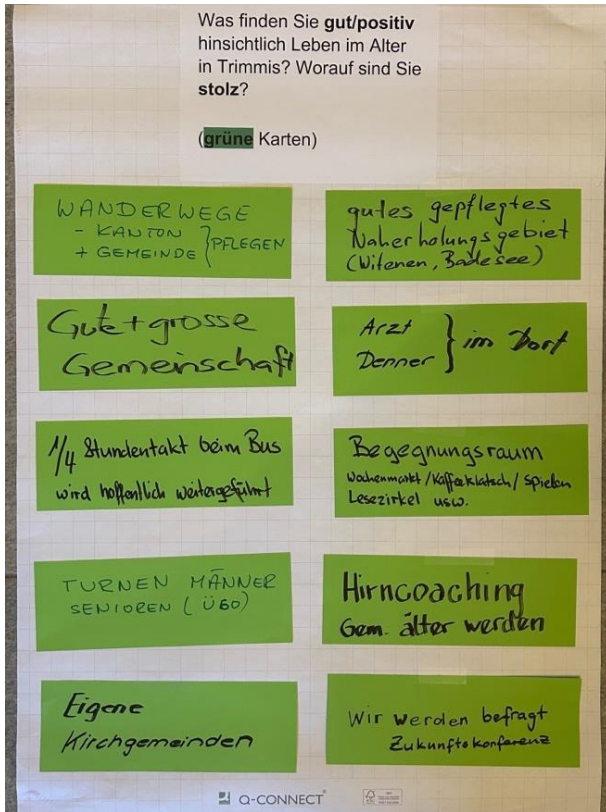 Was finden Sie gut/positiv
hinsichtlich Leben im Alter
in Trimmis? Worauf sind Sie
stolz?
(grüne Karten)
WANDERWEGE
- KANTON
+ GEMEINDE } PFLEGEN
gutes gepflegtes
Naherholungsgebiet
(Witenen, Badesee)
Gute + grosse
Gemeinschaft
Arzt
Denner } im Dorf
1/4 Stundentakt beim Bus
wird hoffentlich weitergeführt
Begegnungsraum
Wochenmarkt/Kaffeeklatsch/Spielen
Lesezirkel usw.
TURNEN MÄNNER
SENIOREN (Ü60)
Hirncoaching
Gem. älter werden
Eigene
Kirchgemeinden
Wir werden befragt
Zukunftskonferenz
Q-CONNECT